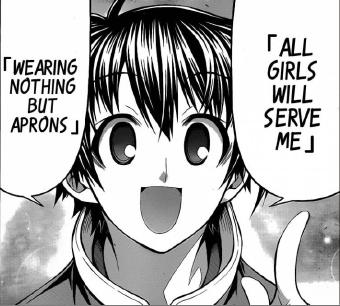 「ALL
GIRLS
WILL
SERVE
ME」
「WEARING
NOTHING
BUT
APRONS」